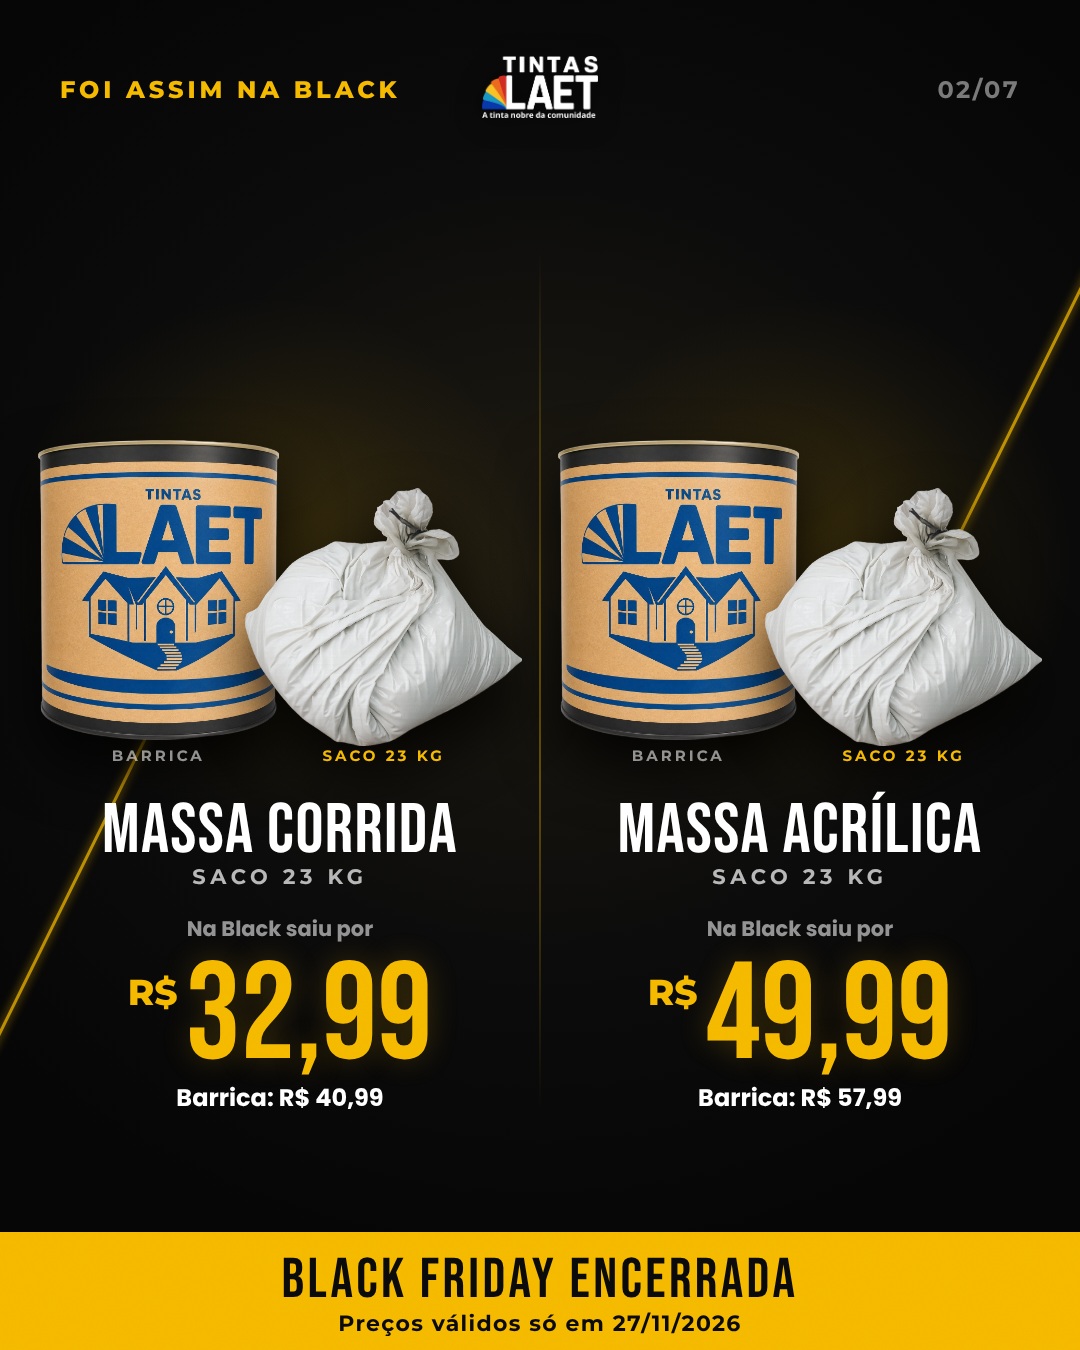 FOI ASSIM NA BLACK
TINTAS
LAET
A tinta nobre da comunidade
02/07
TINTAS
LAET
BARRICA
SACO 23 KG
MASSA CORRIDA
SACO 23 KG
Na Black saiu por
R$ 32,99
Barrica: R$ 40,99
TINTAS
LAET
BARRICA
SACO 23 KG
MASSA ACRÍLICA
SACO 23 KG
Na Black saiu por
R$ 49,99
Barrica: R$ 57,99
BLACK FRIDAY ENCERRADA
Preços válidos só em 27/11/2026